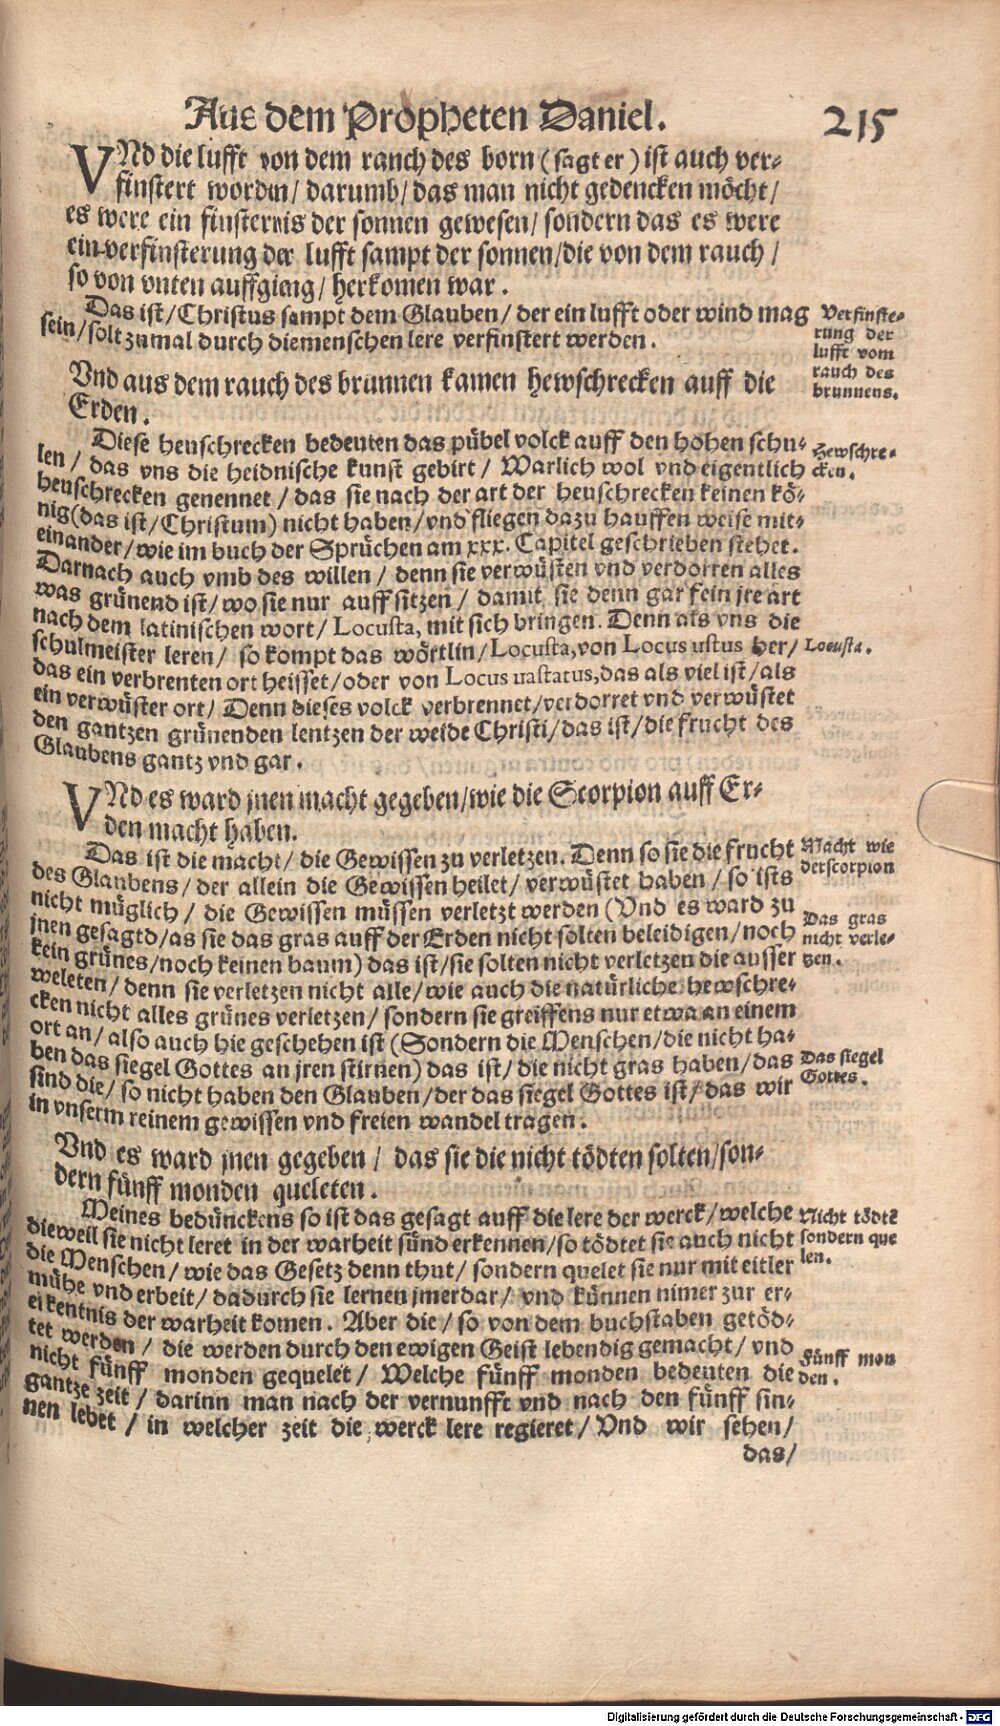 Aus dem Propheten Daniel. 215
VNd die lufft von dem rauch des born (sagt er) ist auch ver-
finstert worden/ darumb/ das man nicht gedencken möcht/
es were ein finsternis der sonnen gewesen/ sondern das es were
ein verfinsterung der lufft sampt der sonnen/die von dem rauch/
so von vnten auffgieng/ herkomen war.
Das ist/ Christus sampt dem Glauben/ der ein lufft oder wind mag
sein/ solt zumal durch die menschen lere verfinstert werden.
Verfinste-
rung der
lufft vom
rauch des
brunnens.
Vnd aus dem rauch des brunnen kamen hewschrecken auff die
Erden.
Diese heuschrecken bedeuten das pübel volck auff den hohen schu-
len/ das vns die heidnische kunst gebirt/ Warlich wol vnd eigentlich
heuschrecken genennet/ das sie nach der art der heuschrecken keinen kö-
nig (das ist/ Christum) nicht haben/ vnd fliegen dazu hauffen weise mit-
einander/ wie im buch der Sprüchen am xxx. Capitel geschrieben stehet.
Darnach auch vmb des willen/ denn sie verwüsten vnd verdorren alles
was grünend ist/ wo sie nur auff sitzen/ damit sie denn gar fein jre art
nach dem latinischen wort/ Locusta, mit sich bringen. Denn als vns die
schulmeister leren/ so kompt das wörtlin/ Locusta, von Locus ustus her/
das ein verbrenten ort heisset/ oder von Locus uastatus, das als viel ist/ als
ein verwüster ort/ Denn dieses volck verbrennet/ verdorret vnd verwüstet
den gantzen grünenden lentzen der weide Christi/ das ist/ die frucht des
Glaubens gantz vnd gar.
Hewschre-
cken.
Locusta.
VNd es ward jnen macht gegeben/ wie die Scorpion auff Er-
den macht haben.
Das ist die macht/ die Gewissen zu verletzen. Denn so sie die frucht
des Glaubens/ der allein die Gewissen heilet/ verwüstet haben/ so ists
nicht müglich/ die Gewissen müssen verletzt werden (Vnd es ward zu
jnen gesagtd/as sie das gras auff der Erden nicht solten beleidigen/ noch
kein grünes/ noch keinen baum) das ist/ sie solten nicht verletzen die ausser
weleten/ denn sie verletzen nicht alle/ wie auch die natürliche hewschre-
cken nicht alles grünes verletzen/ sondern sie greiffens nur etwa an einem
ort an/ also auch hie geschehen ist (Sondern die Menschen/ die nicht ha-
ben das siegel Gottes an jren stirnen) das ist/ die nicht gras haben/ das
sind die/ so nicht haben den Glauben/ der das siegel Gottes ist/ das wir
in vnserm reinem gewissen vnd freien wandel tragen.
Macht wie
der scorpion
Das gras
nicht verle-
tzen.
Das siegel
Gottes.
Vnd es ward jnen gegeben/ das sie die nicht tödten solten/ son-
dern fünff monden queleten.
Meines bedünckens so ist das gesagt auff die lere der werck/ welche
dieweil sie nicht leret in der warheit sünd erkennen/ so tödtet sie auch nicht
die Menschen/ wie das Gesetz denn thut/ sondern quelet sie nur mit eitler
mühe vnd erbeit/ dadurch sie lernen jmerdar/ vnd künnen nimer zur er-
kentnis der warheit komen. Aber die/ so von dem buchstaben getöd-
tet werden/ die werden durch den ewigen Geist lebendig gemacht/ vnd
nicht fünff monden gequelet/ Welche fünff monden bedeuten die
gantze zeit/ darinn man nach der vernunfft vnd nach den fünff sin-
nen lebet/ in welcher zeit die werck lere regieret/ Vnd wir sehen/
das/
Nicht tödtē
sondern que
len.
Fünff mon
den.
Digitalisierung gefördert durch die Deutsche Forschungsgemeinschaft - DFG